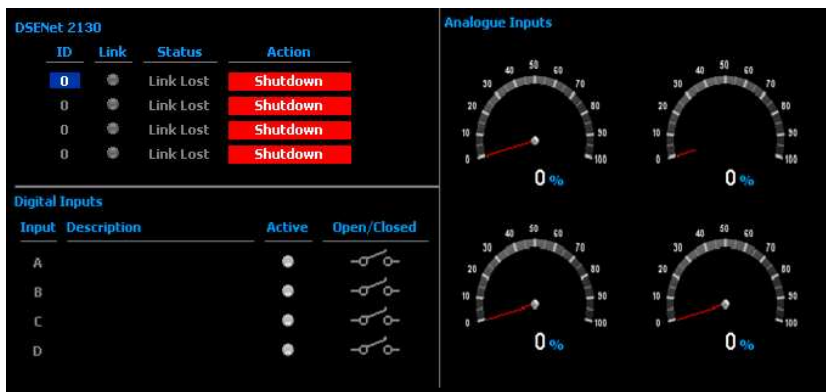 DSENet 2130
ID Link Status Action
0 Link Lost Shutdown
0 Link Lost Shutdown
0 Link Lost Shutdown
0 Link Lost Shutdown
Digital Inputs
Input Description Active Open/Closed
A
B
C
D
Analogue Inputs
0 10 20 30 40 50 60 70 80 90 100
0 %
0 10 20 30 40 50 60 70 80 90 100
0 %
0 10 20 30 40 50 60 70 80 90 100
0 %
0 10 20 30 40 50 60 70 80 90 100
0 %